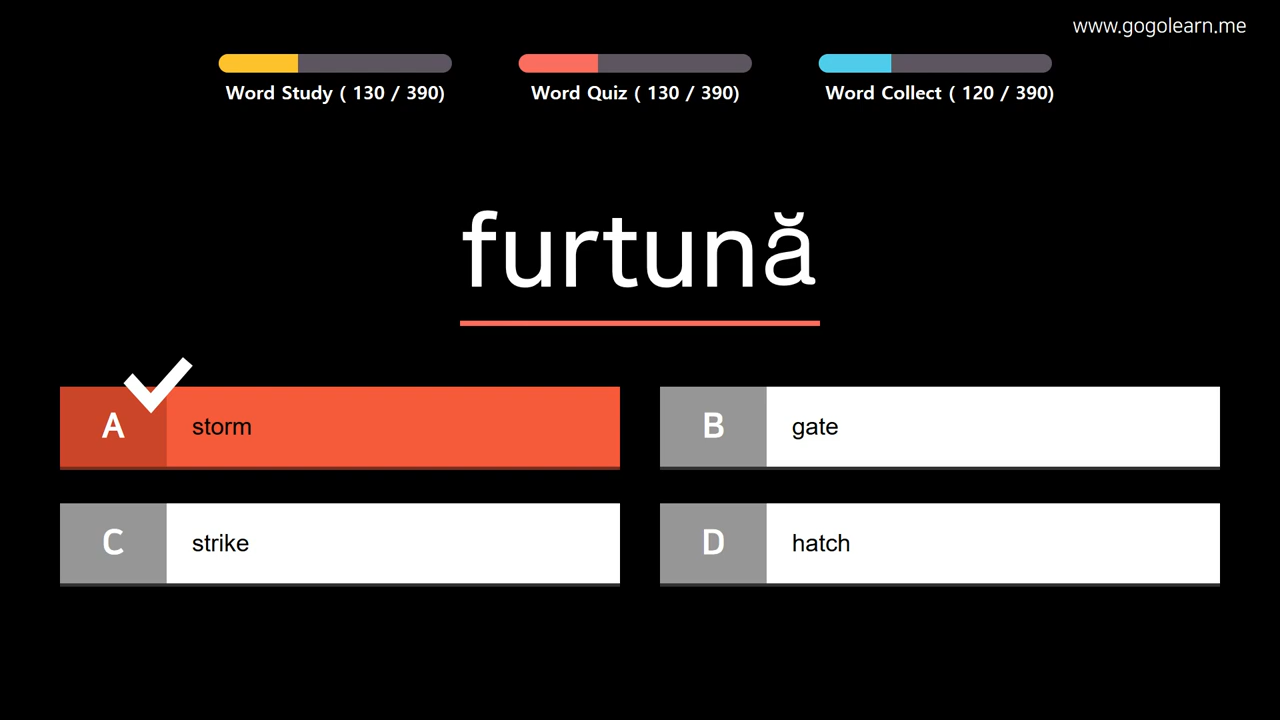 www.gogolearn.me
Word Study ( 130 / 390)
Word Quiz ( 130 / 390)
Word Collect ( 120 / 390)
furtună
A storm
B gate
C strike
D hatch